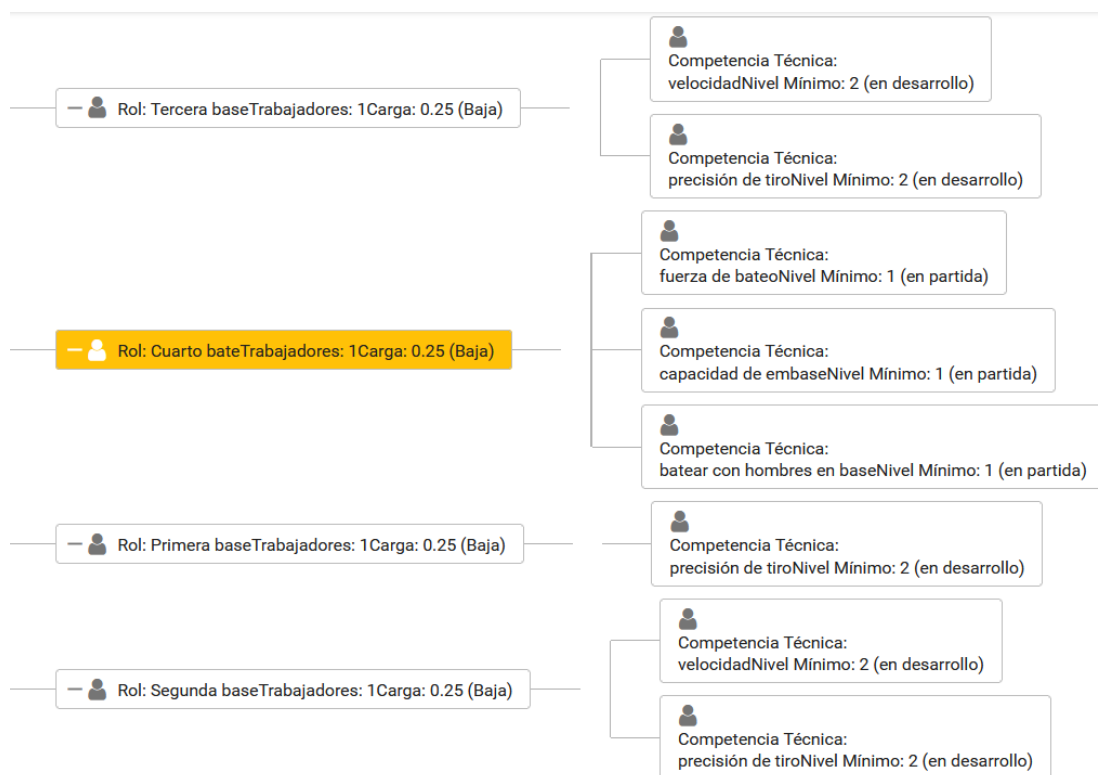 Competencia Técnica:
velocidadNivel Mínimo: 2 (en desarrollo)
Rol: Tercera baseTrabajadores: 1Carga: 0.25 (Baja)
Competencia Técnica:
precisión de tiroNivel Mínimo: 2 (en desarrollo)
Competencia Técnica:
fuerza de bateoNivel Mínimo: 1 (en partida)
Rol: Cuarto bateTrabajadores: 1Carga: 0.25 (Baja)
Competencia Técnica:
capacidad de embaseNivel Mínimo: 1 (en partida)
Competencia Técnica:
batear con hombres en baseNivel Mínimo: 1 (en partida)
Rol: Primera baseTrabajadores: 1Carga: 0.25 (Baja)
Competencia Técnica:
precisión de tiroNivel Mínimo: 2 (en desarrollo)
Competencia Técnica:
velocidadNivel Mínimo: 2 (en desarrollo)
Rol: Segunda baseTrabajadores: 1Carga: 0.25 (Baja)
Competencia Técnica:
precisión de tiroNivel Mínimo: 2 (en desarrollo)